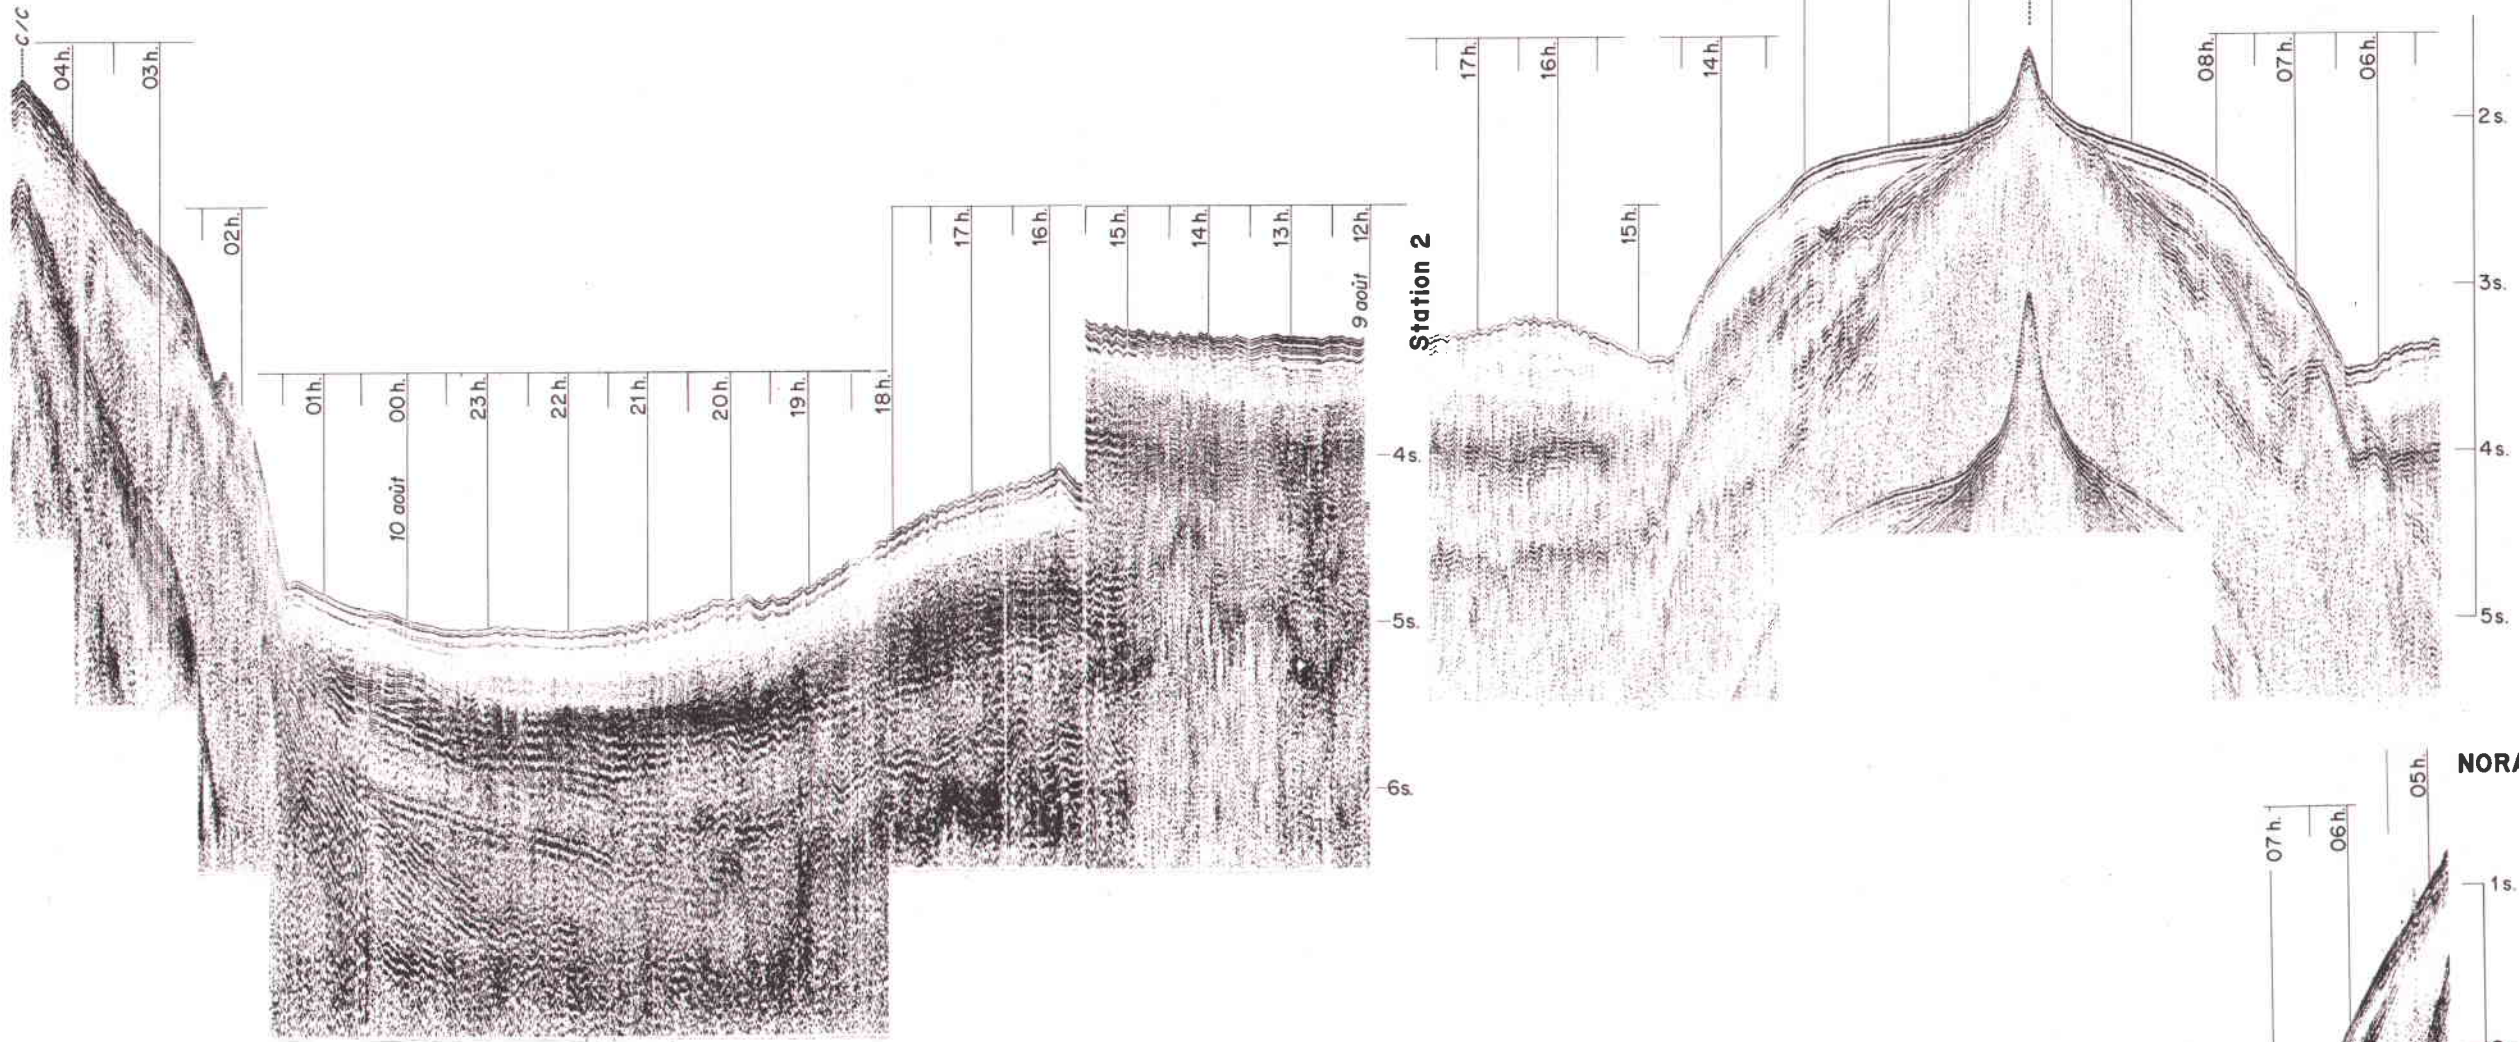 C/C
04h.
03h.
02h.
01h.
00h.
10 août
23h.
22h.
21h.
20h.
19h.
18h.
17h.
16h.
15h.
14h.
13h.
12h.
9 août
4s.
5s.
6s.
Station 2
17h.
16h.
15h.
14h.
08h.
07h.
06h.
2s.
3s.
4s.
5s.
05h.
NORA
07h.
06h.
1s.